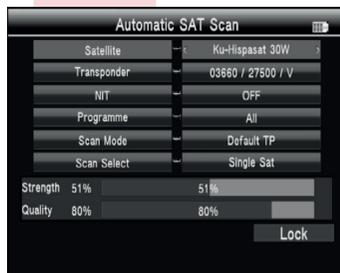 Automatic SAT Scan
Satellite Ku-Hispasat 30W
Transponder 03660 / 27500 / V
NIT OFF
Programme All
Scan Mode Default TP
Scan Select Single Sat
Strength 51% 51%
Quality 80% 80%
Lock